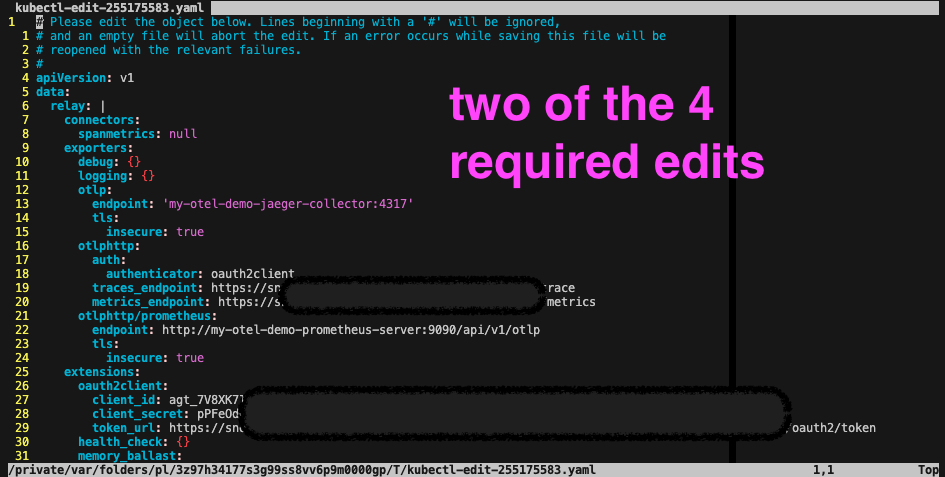 kubectl-edit-255175583.yaml
1 # Please edit the object below. Lines beginning with a '#' will be ignored,
1 # and an empty file will abort the edit. If an error occurs while saving this file will be
2 # reopened with the relevant failures.
3 #
4 apiVersion: v1
5 data:
6 relay: |
7 connectors:
8 spanmetrics: null
9 exporters:
10 debug: {}
11 logging: {}
12 otlp:
13 endpoint: 'my-otel-demo-jaeger-collector:4317'
14 tls:
15 insecure: true
16 otlphttp:
17 auth:
18 authenticator: oauth2client
19 traces_endpoint: https://sn trace
20 metrics_endpoint: https://s metrics
21 otlphttp/prometheus:
22 endpoint: http://my-otel-demo-prometheus-server:9090/api/v1/otlp
23 tls:
24 insecure: true
25 extensions:
26 oauth2client:
27 client_id: agt_7V8XK7
28 client_secret: pPFeOd
29 token_url: https://sn /oauth2/token
30 health_check: {}
31 memory_ballast:
/private/var/folders/pl/3z97h34177s3g99ss8vv6p9m0000gp/T/kubectl-edit-255175583.yaml 1,1 Top
two of the 4
required edits